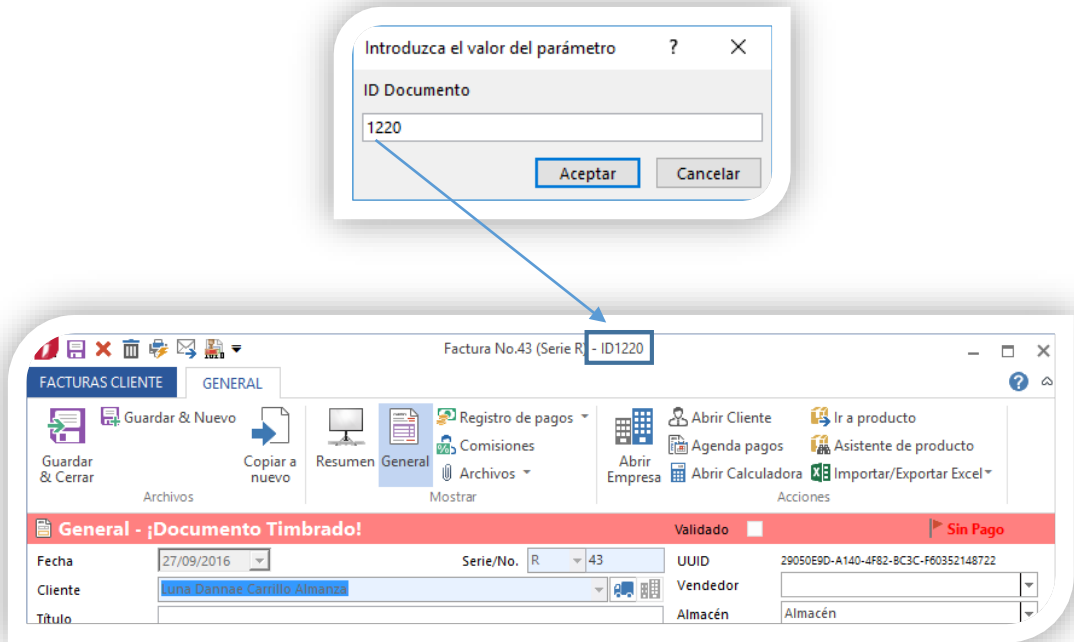 Introduzca el valor del parámetro ?
ID Documento
1220
Aceptar Cancelar
Factura No.43 (Serie R) - ID1220
FACTURAS CLIENTE GENERAL
Guardar & Cerrar
Guardar & Nuevo
Copiar a nuevo
Archivos
Resumen
General
Registro de pagos
Comisiones
Archivos
Mostrar
Abrir Empresa
Abrir Cliente
Agenda pagos
Abrir Calculadora
Ir a producto
Asistente de producto
Importar/Exportar Excel
Acciones
General - ¡Documento Timbrado! Validado Sin Pago
Fecha 27/09/2016 Serie/No. R 43 UUID 29050E9D-A140-4F82-BC3C-F60352148722
Cliente Luna Dannae Carrillo Almanza Vendedor
Título Almacén Almacén